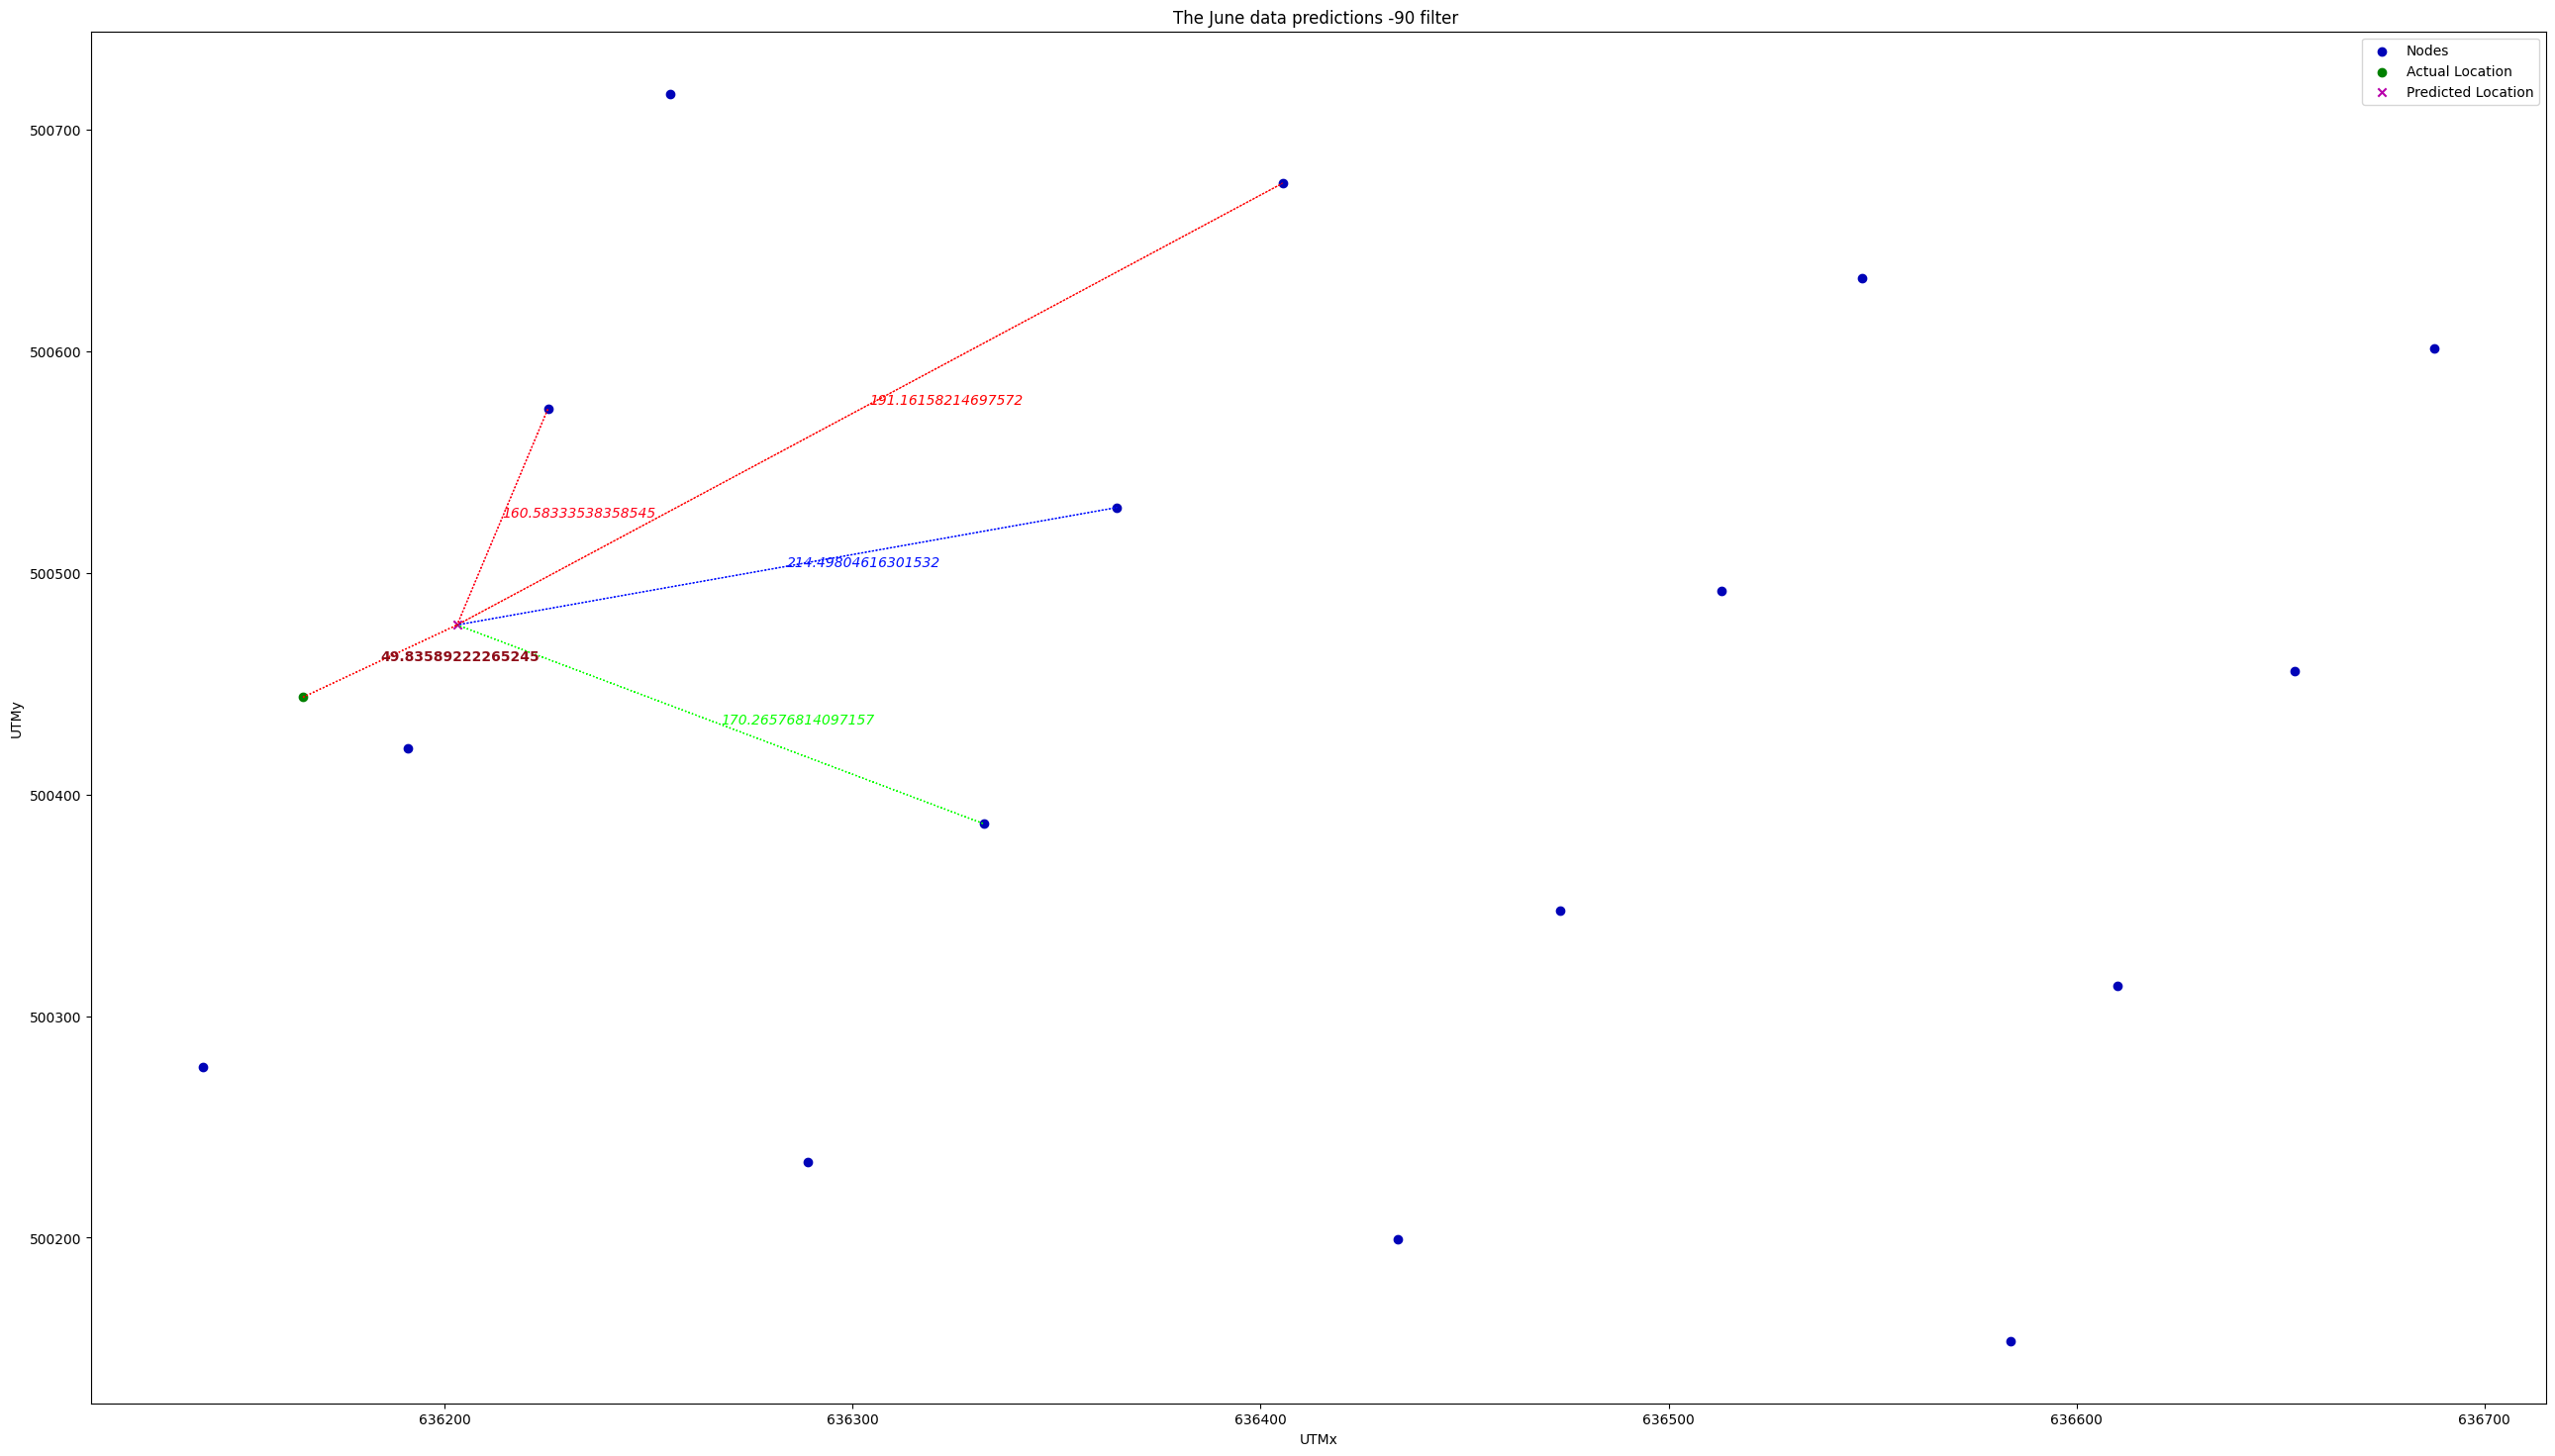 The June data predictions -90 filter
Nodes
Actual Location
Predicted Location
500700
500600
500500
500400
500300
500200
UTMy
191.16158214697572
160.58333538358545
214.49804616301532
49.83589222265245
170.26576814097157
636200
636300
636400
636500
636600
636700
UTMx